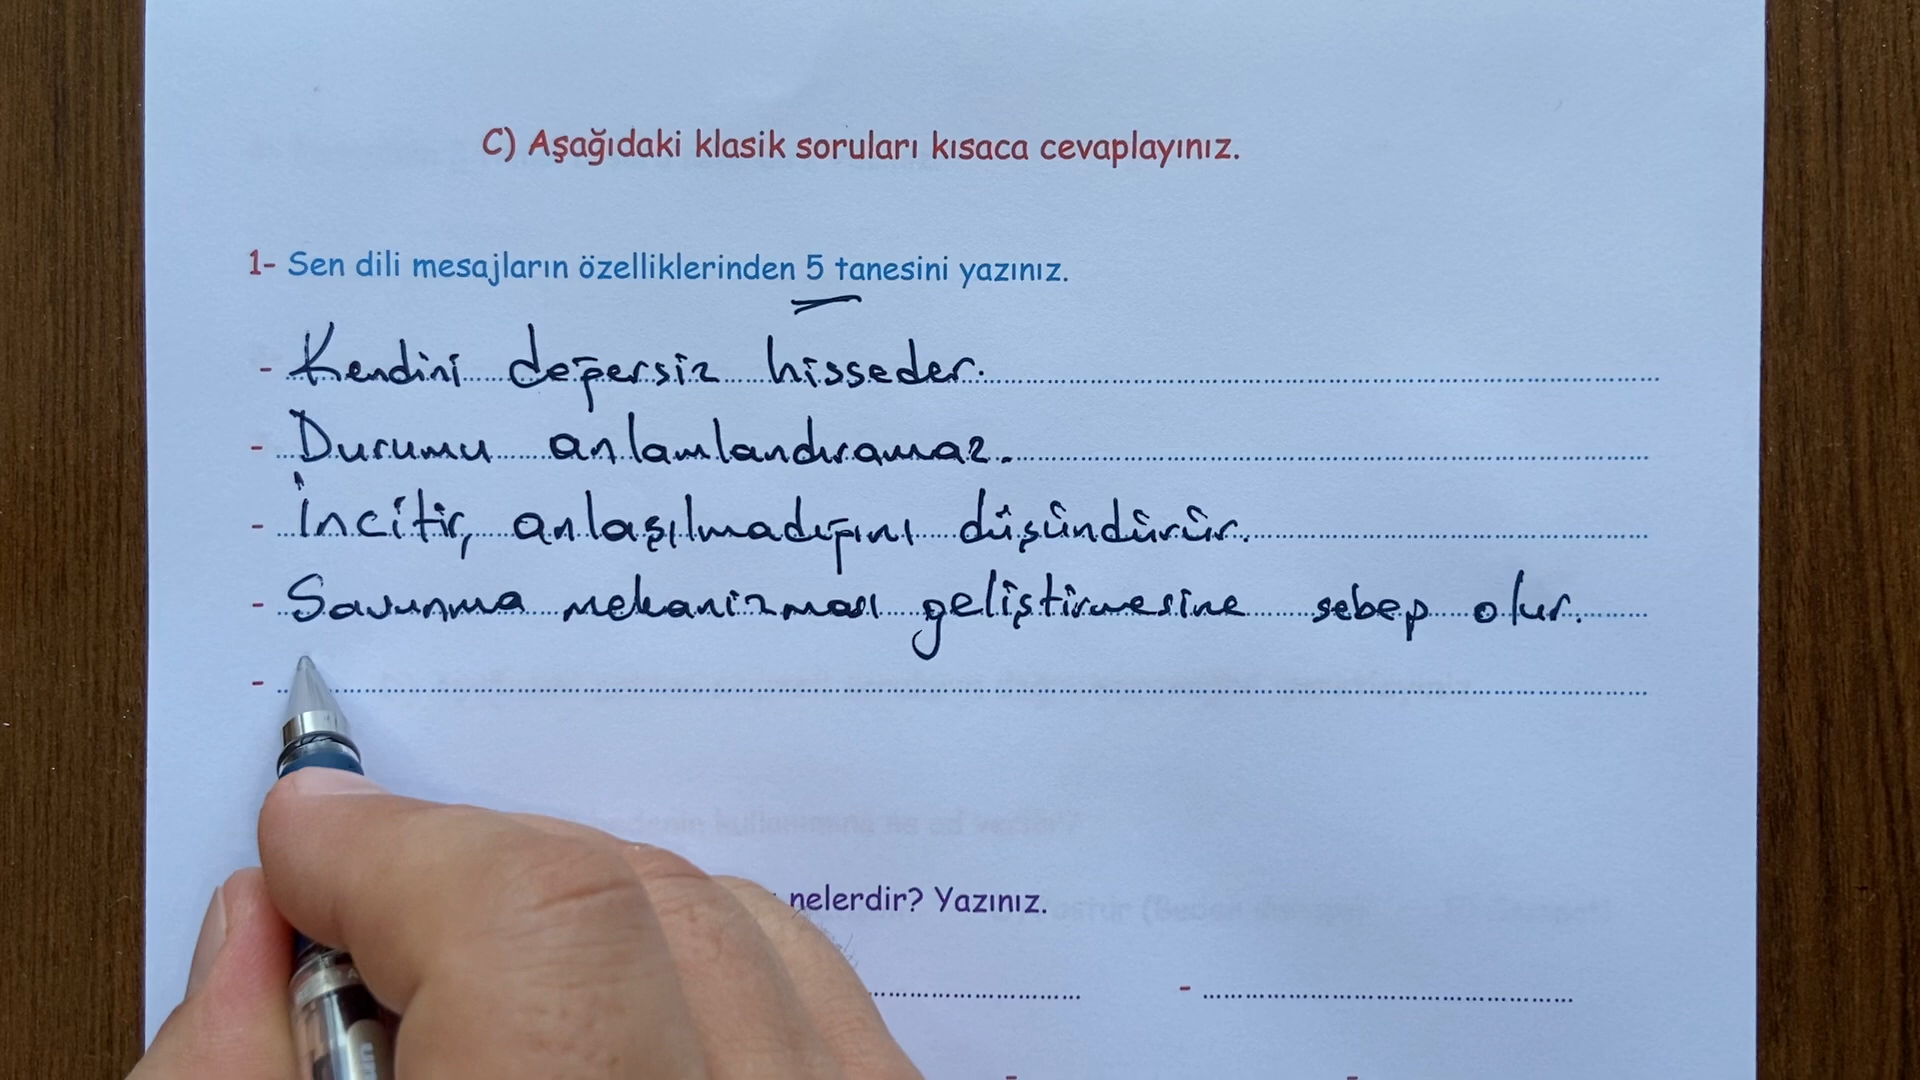 C) Aşağıdaki klasik soruları kısaca cevaplayınız.
1- Sen dili mesajların özelliklerinden 5 tanesini yazınız.
- Kendini değersiz hisseder.
- Durumu anlamlandıramaz.
- İncitir, anlaşılmadığını düşündürür.
- Savunma mekanizması geliştirmesine sebep olur.
-
nelerdir? Yazınız.
-